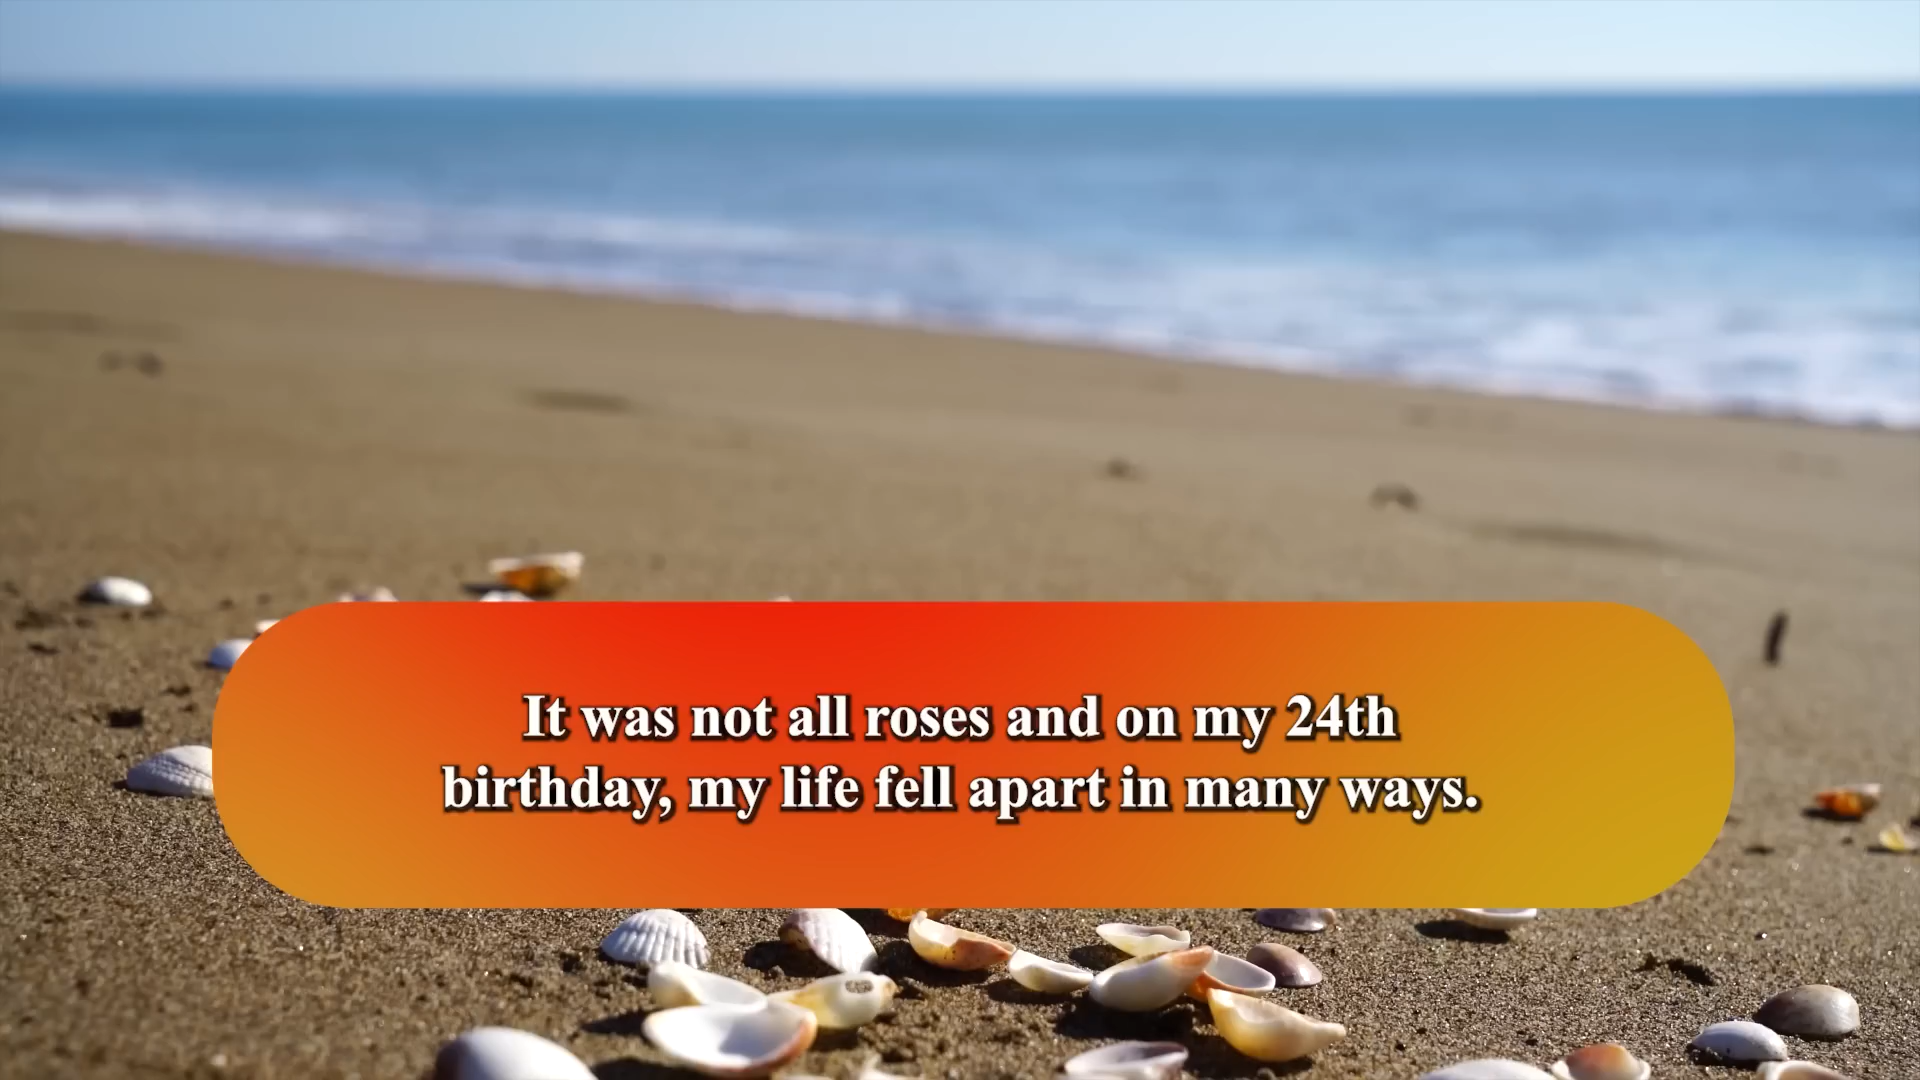 It was not all roses and on my 24th
birthday, my life fell apart in many ways.